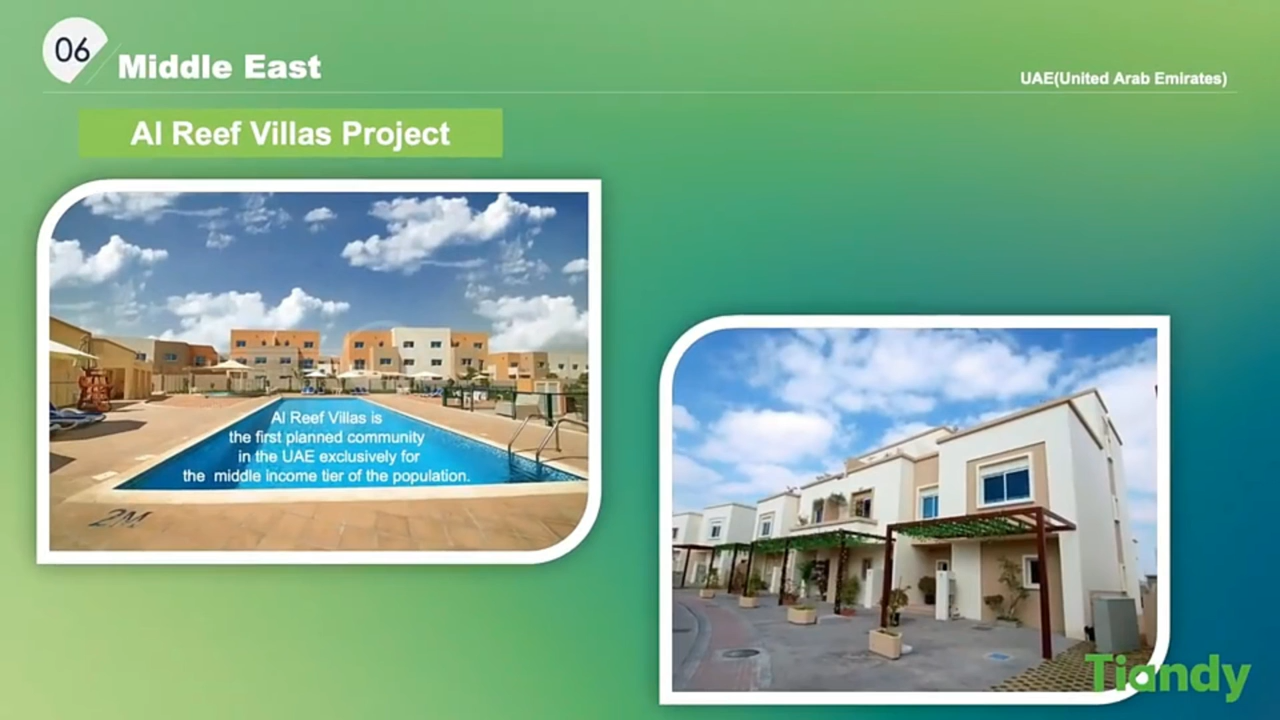 06
Middle East
UAE(United Arab Emirates)
Al Reef Villas Project
Al Reef Villas is
the first planned community
in the UAE exclusively for
the middle income tier of the population.
2M
Tiandy